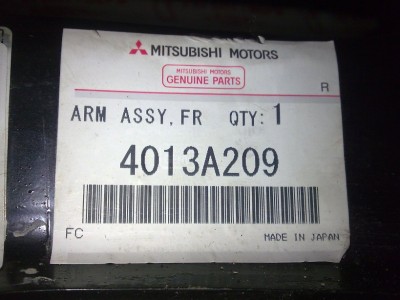 MITSUBISHI MOTORS
MITSUBISHI MOTORS
GENUINE PARTS
R
ARM ASSY, FR QTY: 1
4013A209
FC MADE IN JAPAN